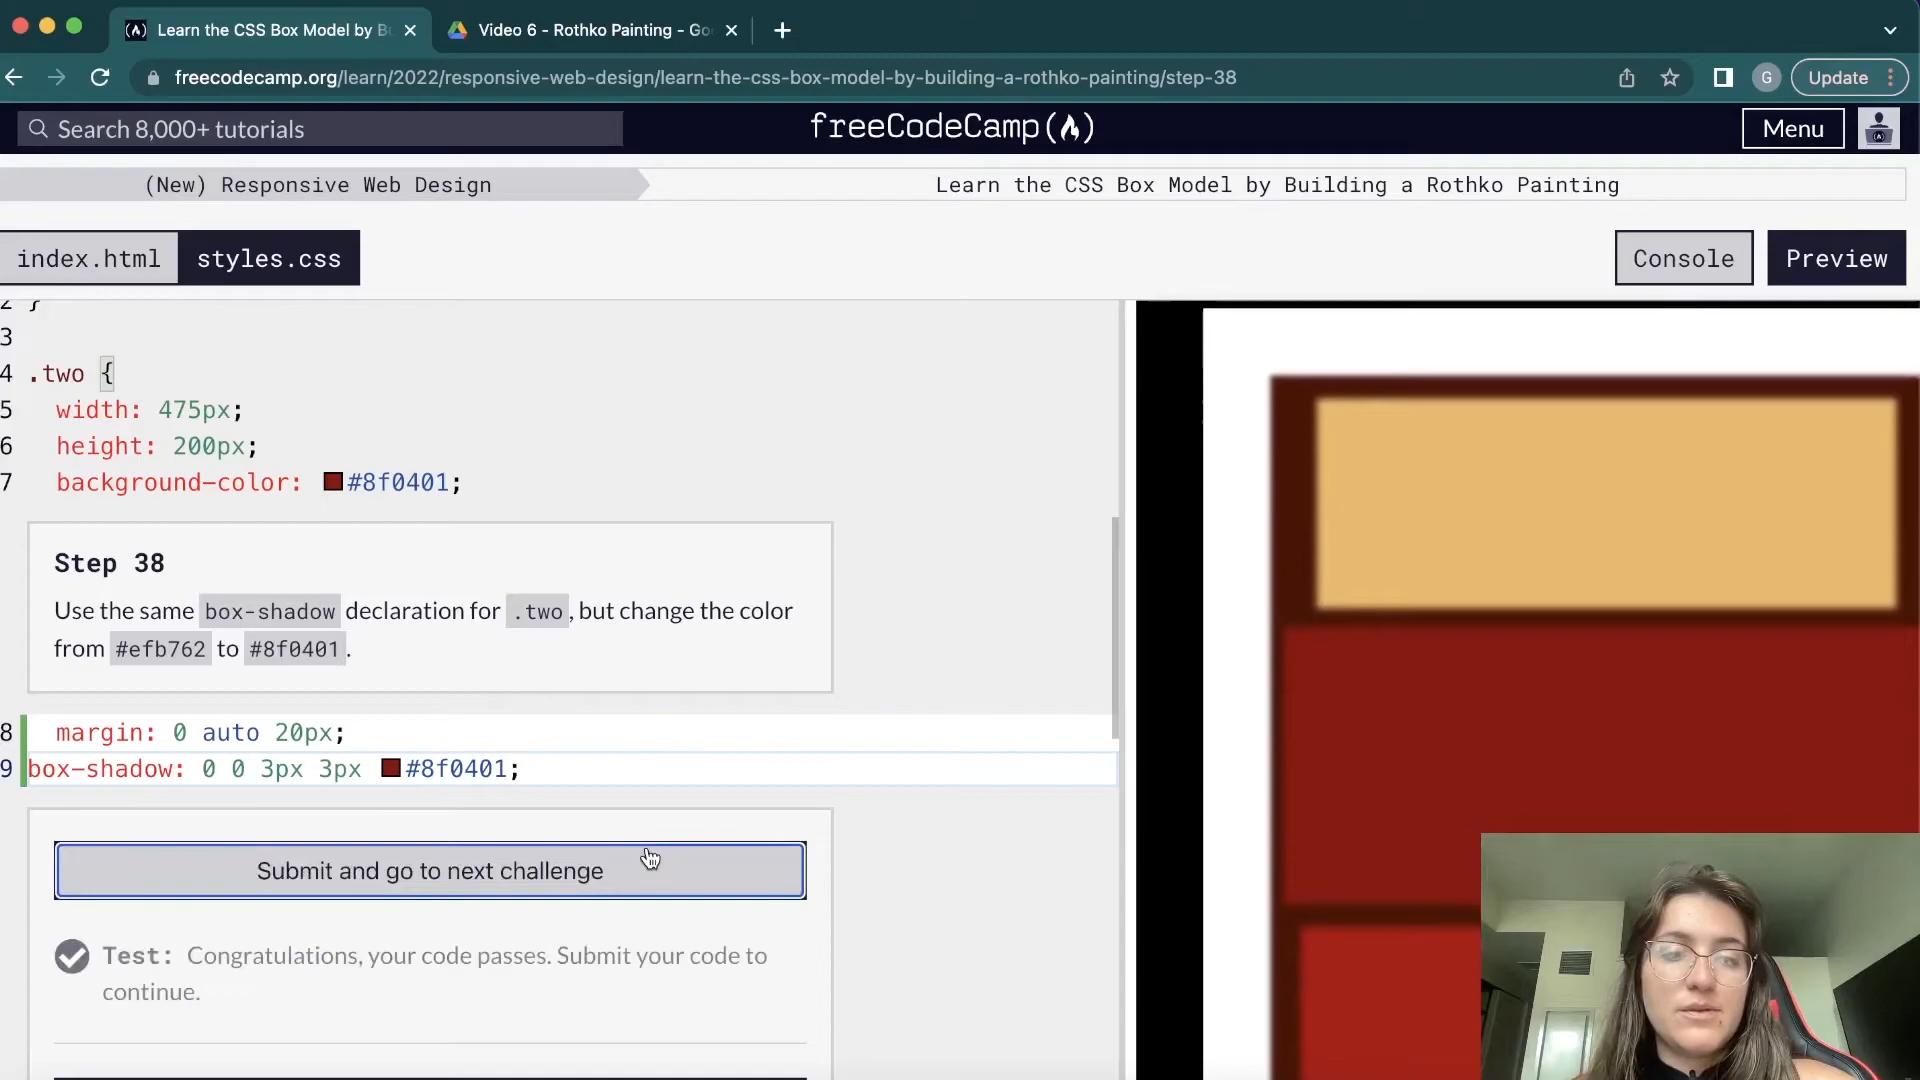 Learn the CSS Box Model by B
Video 6 - Rothko Painting - Go
freecodecamp.org/learn/2022/responsive-web-design/learn-the-css-box-model-by-building-a-rothko-painting/step-38
G
Update
Search 8,000+ tutorials
freeCodeCamp
Menu
(New) Responsive Web Design
Learn the CSS Box Model by Building a Rothko Painting
index.html
styles.css
Console
Preview
2 }
3
4 .two {
5 width: 475px;
6 height: 200px;
7 background-color: #8f0401;
Step 38
Use the same box-shadow declaration for .two, but change the color
from #efb762 to #8f0401.
8 margin: 0 auto 20px;
9 box-shadow: 0 0 3px 3px #8f0401;
Submit and go to next challenge
Test: Congratulations, your code passes. Submit your code to
continue.